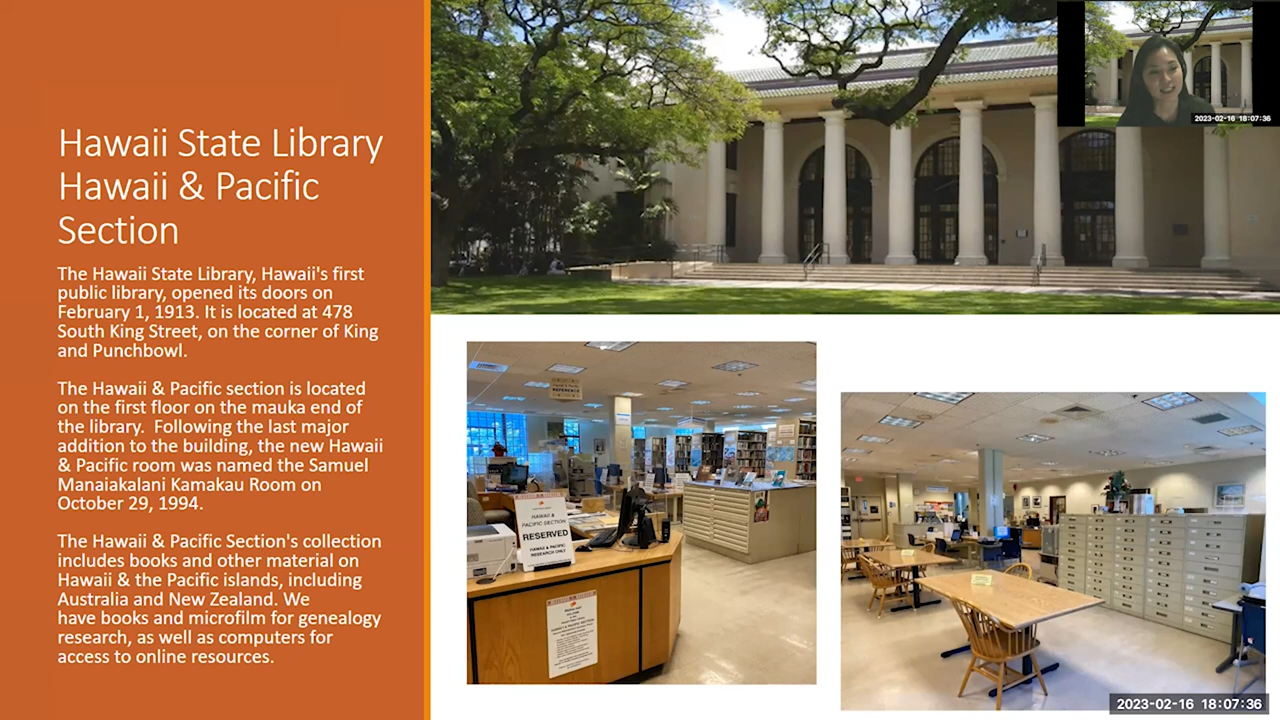 Hawaii State Library
Hawaii & Pacific
Section
The Hawaii State Library, Hawaii's first
public library, opened its doors on
February 1, 1913. It is located at 478
South King Street, on the corner of King
and Punchbowl.
The Hawaii & Pacific section is located
on the first floor on the mauka end of
the library.  Following the last major
addition to the building, the new Hawaii
& Pacific room was named the Samuel
Manaiakalani Kamakau Room on
October 29, 1994.
The Hawaii & Pacific Section's collection
includes books and other material on
Hawaii & the Pacific islands, including
Australia and New Zealand. We
have books and microfilm for genealogy
research, as well as computers for
access to online resources.
2023-02-16 18:07:36
HAWAII &
PACIFIC SECTION
RESERVED
HAWAII & PACIFIC
RESEARCH ONLY
2023-02-16 18:07:36